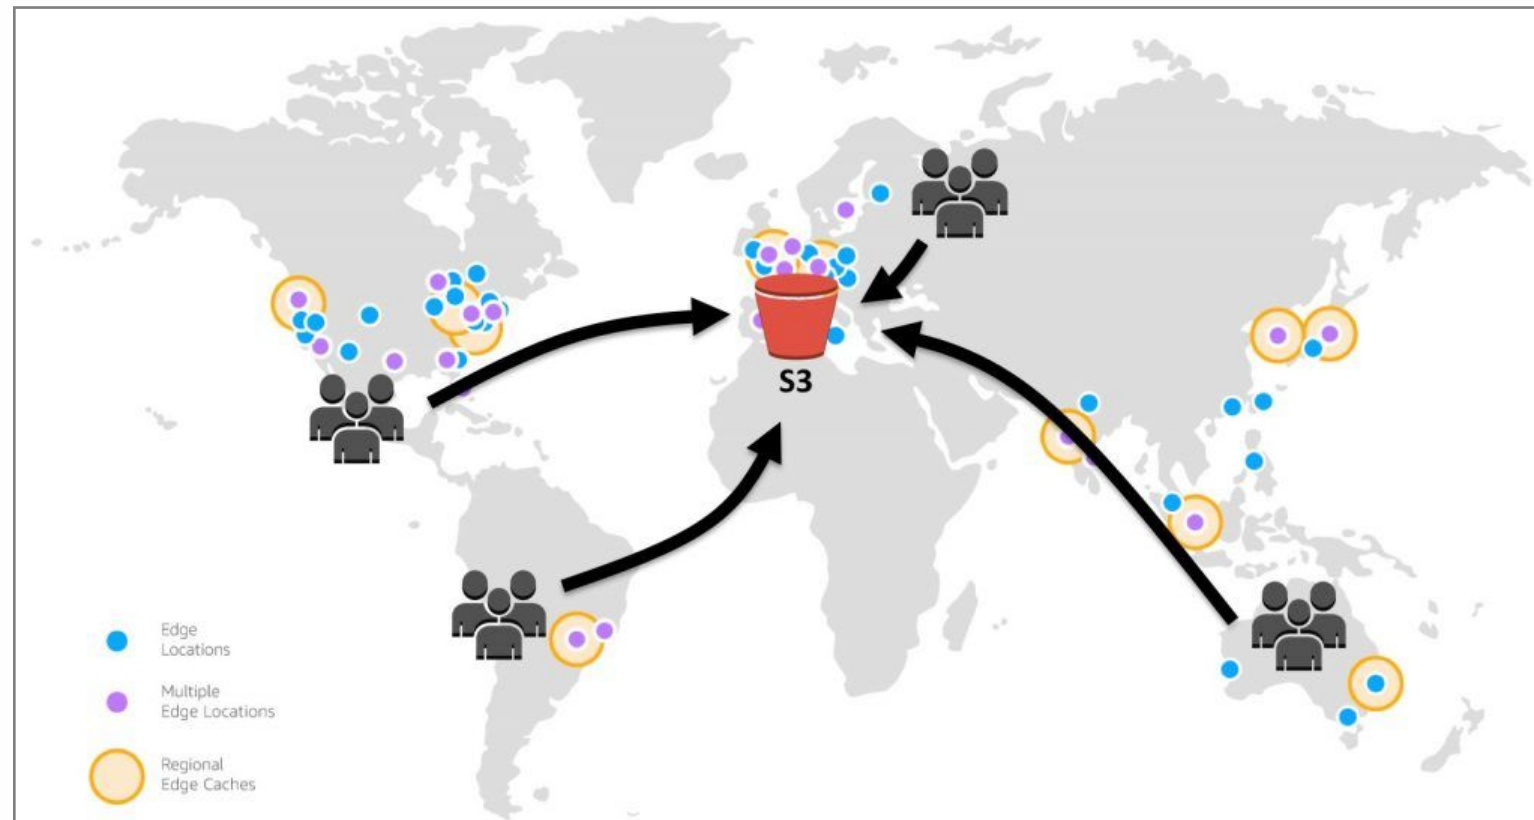 S3
Edge
Locations
Multiple
Edge Locations
Regional
Edge Caches